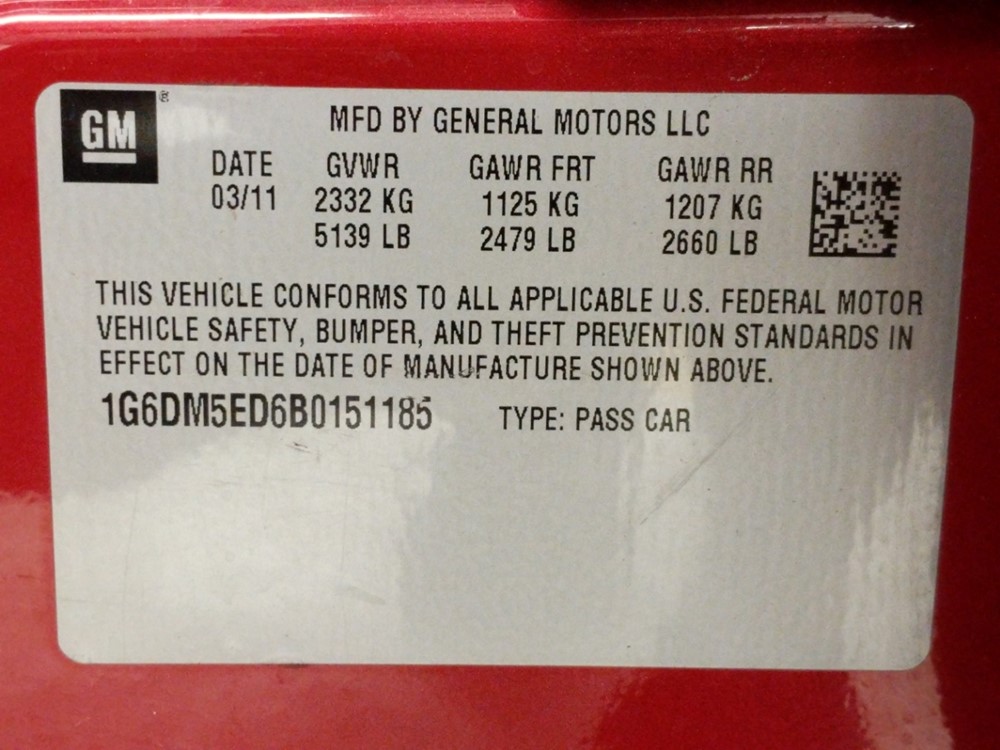 GM ®
MFD BY GENERAL MOTORS LLC
DATE GVWR GAWR FRT GAWR RR
03/11 2332 KG 1125 KG 1207 KG
5139 LB 2479 LB 2660 LB
THIS VEHICLE CONFORMS TO ALL APPLICABLE U.S. FEDERAL MOTOR
VEHICLE SAFETY, BUMPER, AND THEFT PREVENTION STANDARDS IN
EFFECT ON THE DATE OF MANUFACTURE SHOWN ABOVE.
1G6DM5ED6B0151185 TYPE: PASS CAR